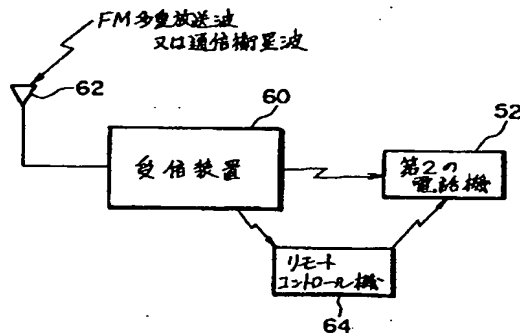 FM多重放送波
又は通信衛星波
62
60
受信装置
52
第2の
電話機
リモート
コントロール機
64